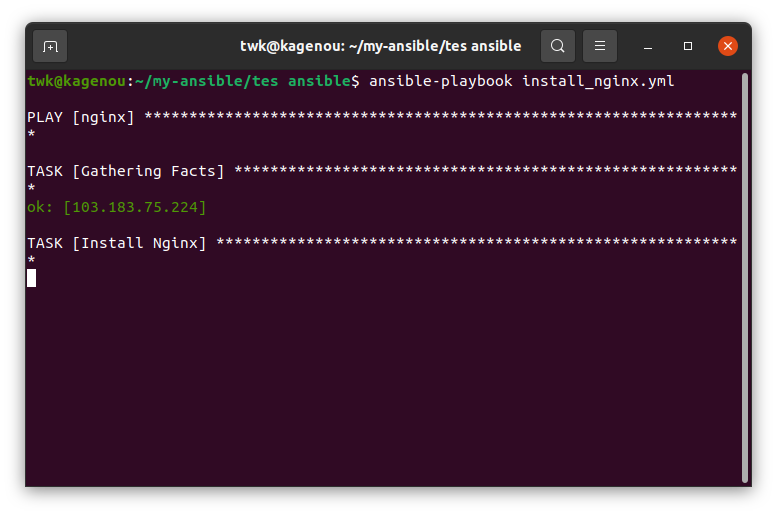 twk@kagenou: ~/my-ansible/tes ansible
twk@kagenou:~/my-ansible/tes ansible$ ansible-playbook install_nginx.yml
PLAY [nginx] ******************************************************************
*
TASK [Gathering Facts] ********************************************************
*
ok: [103.183.75.224]
TASK [Install Nginx] **********************************************************
*